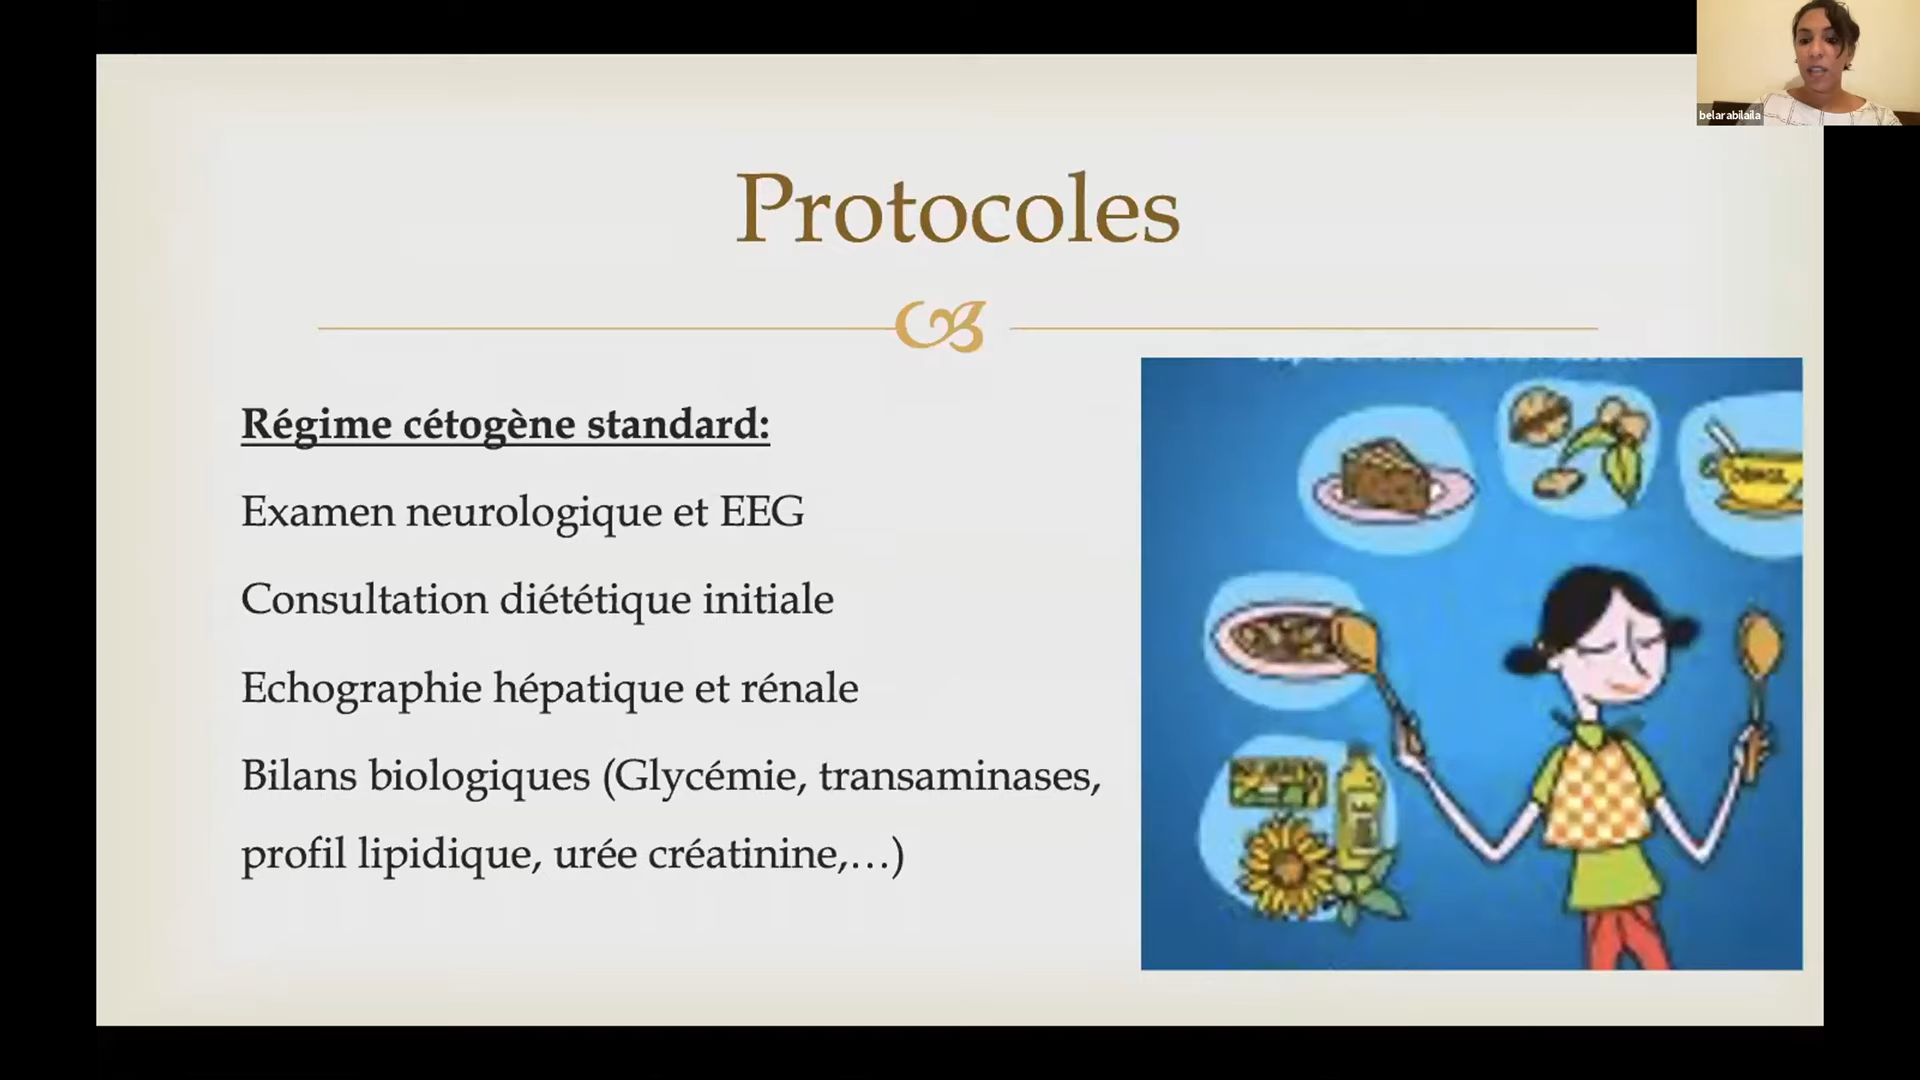 belarabilaila
Protocoles
Régime cétogène standard:
Examen neurologique et EEG
Consultation diététique initiale
Echographie hépatique et rénale
Bilans biologiques (Glycémie, transaminases,
profil lipidique, urée créatinine,…)